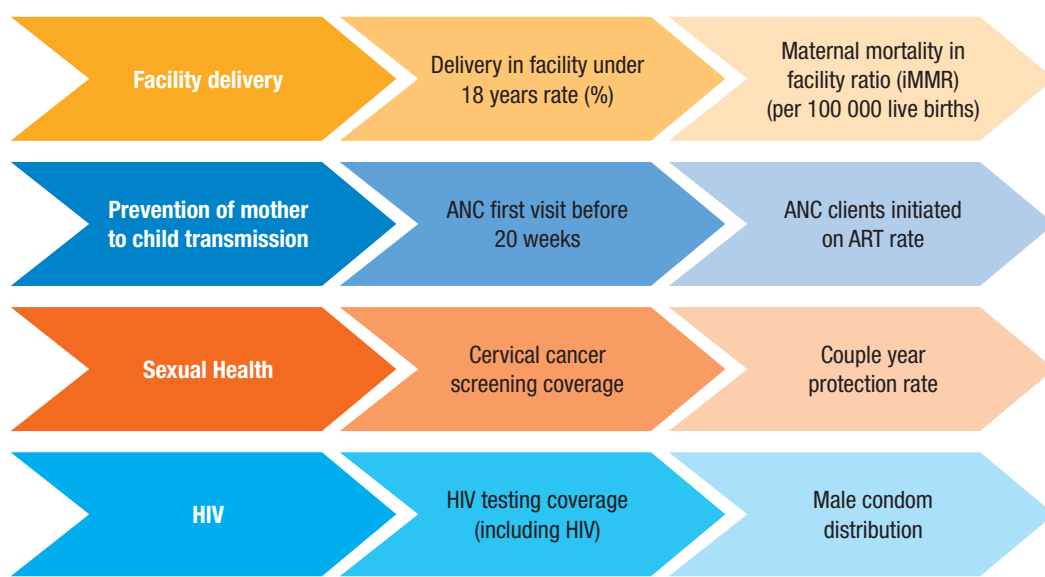 Facility delivery
Delivery in facility under
18 years rate (%)
Maternal mortality in
facility ratio (iMMR)
(per 100 000 live births)
Prevention of mother
to child transmission
ANC first visit before
20 weeks
ANC clients initiated
on ART rate
Sexual Health
Cervical cancer
screening coverage
Couple year
protection rate
HIV
HIV testing coverage
(including HIV)
Male condom
distribution